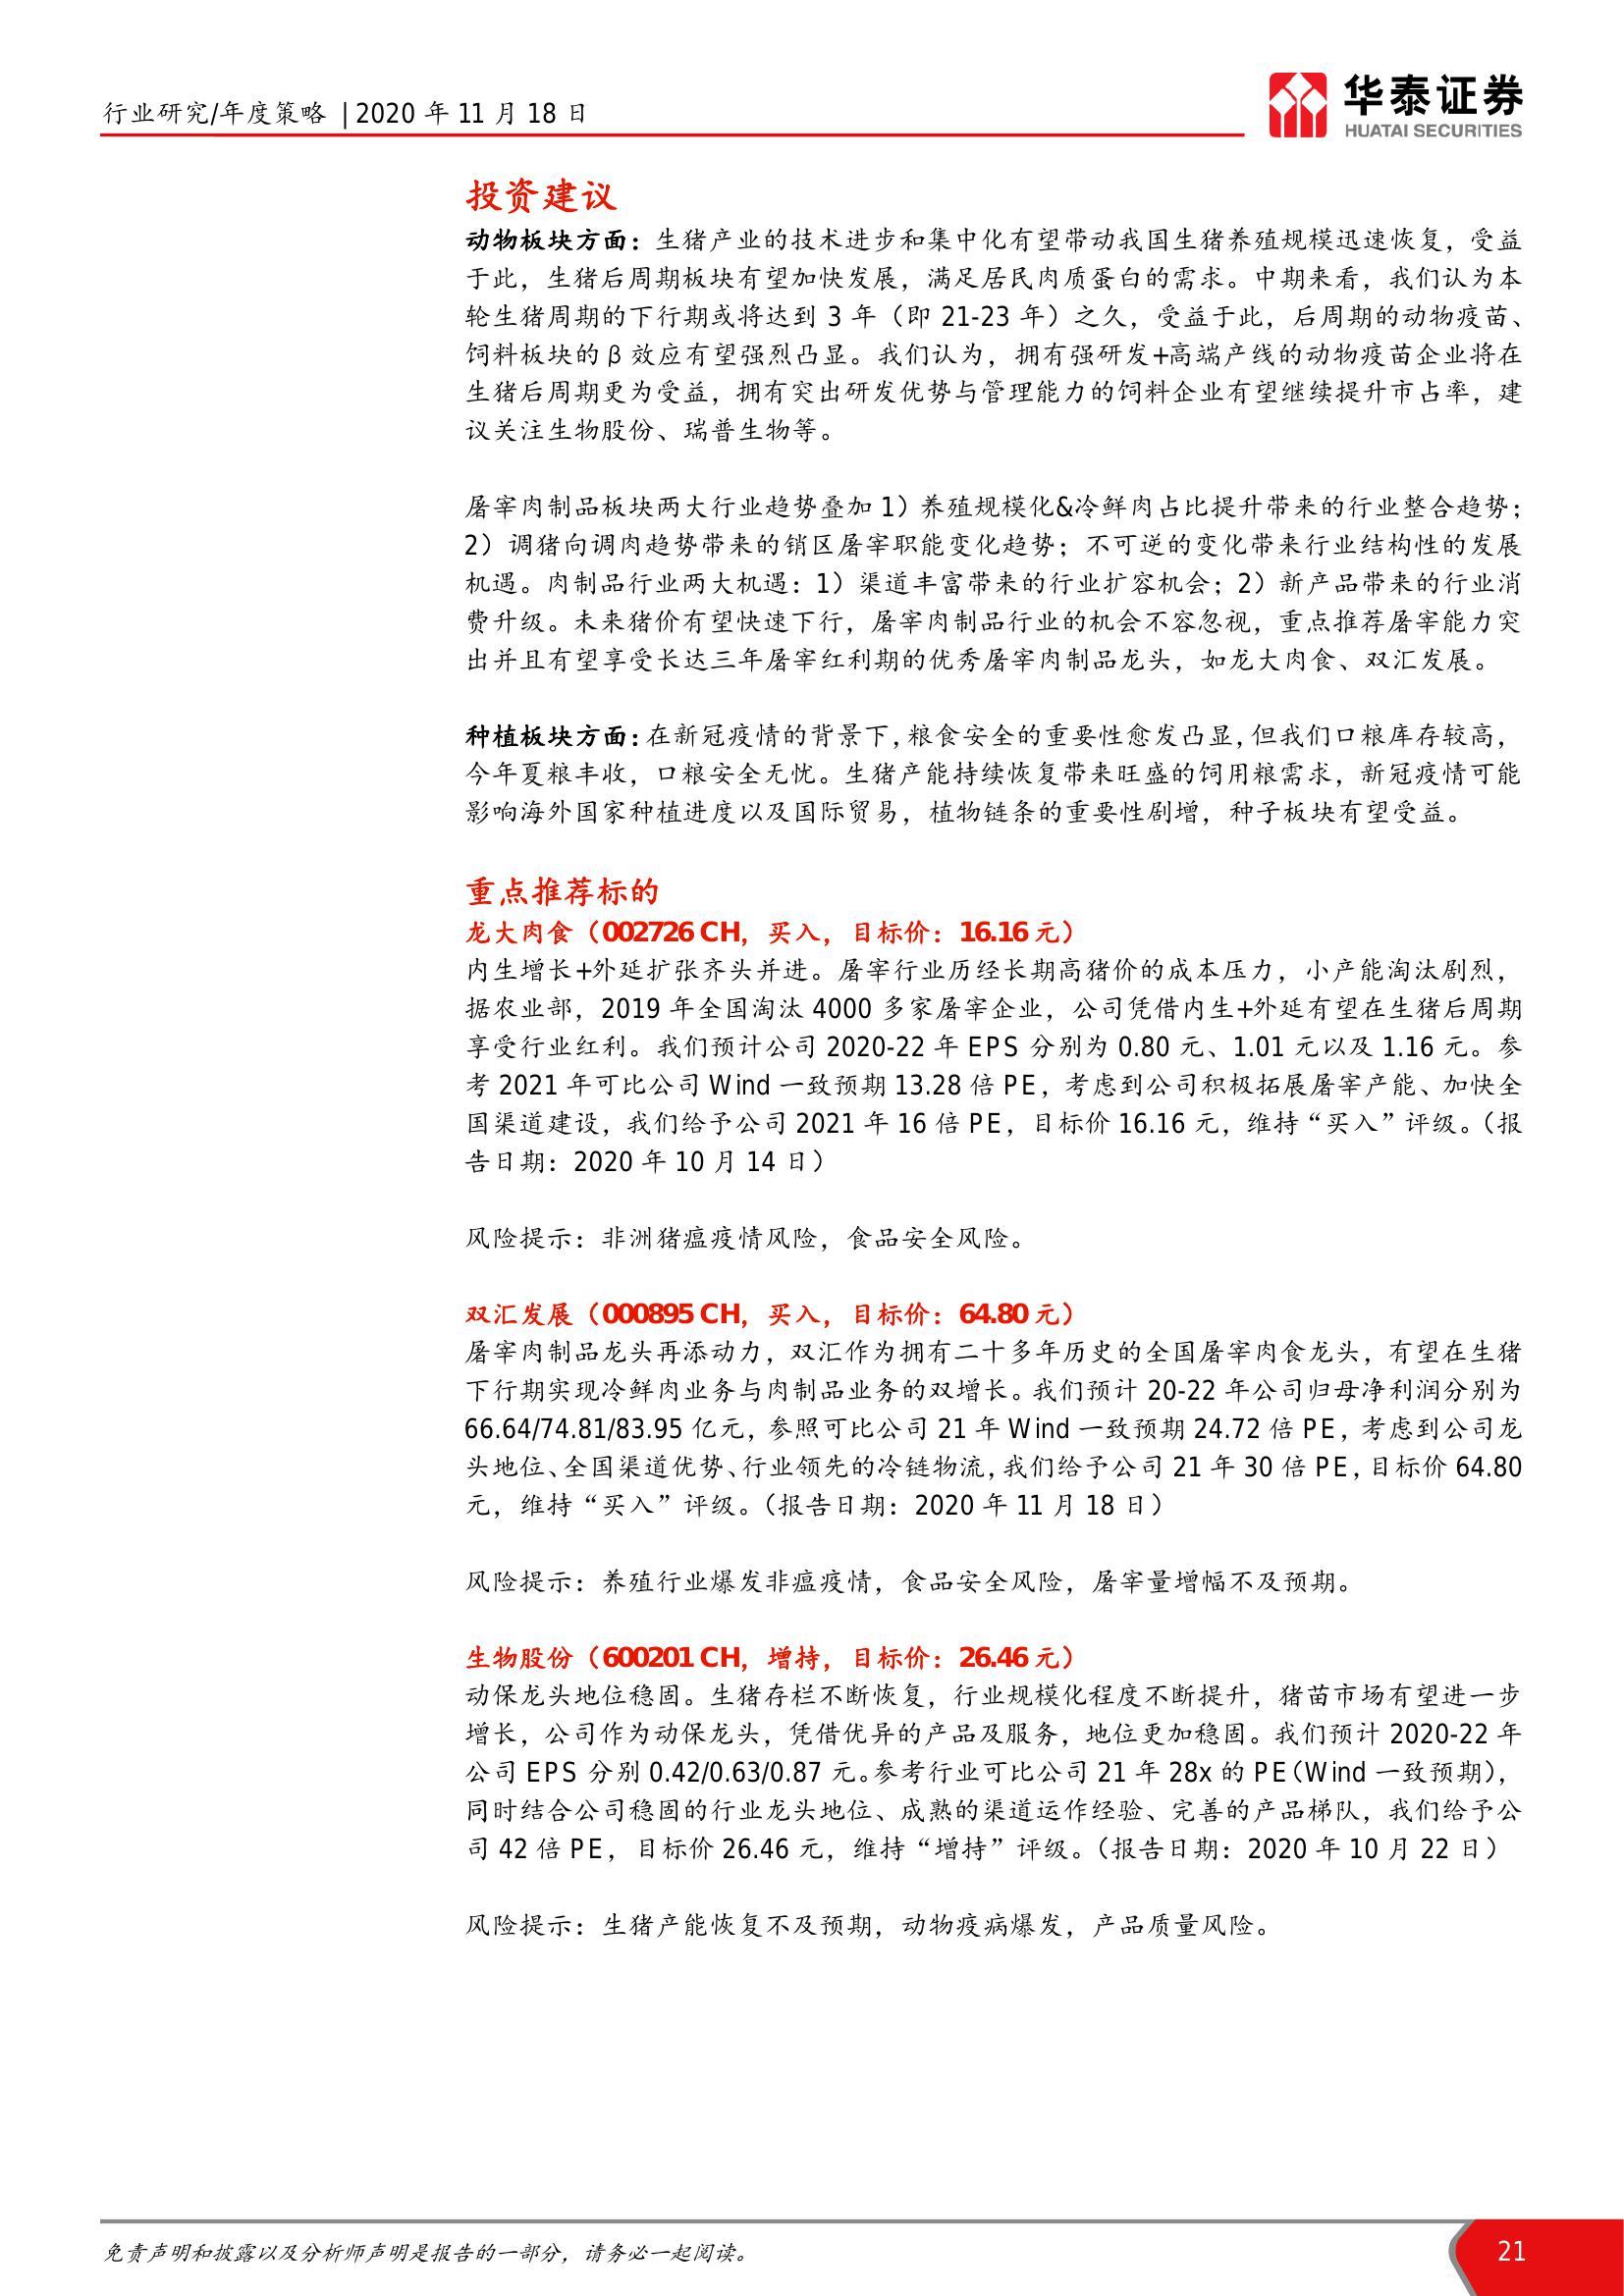 行业研究/年度策略 | 2020 年 11 月 18 日
华泰证券
HUATAI SECURITIES
投资建议
动物板块方面：生猪产业的技术进步和集中化有望带动我国生猪养殖规模迅速恢复，受益
于此，生猪后周期板块有望加快发展，满足居民肉质蛋白的需求。中期来看，我们认为本
轮生猪周期的下行期或将达到 3 年（即 21-23 年）之久，受益于此，后周期的动物疫苗、
饲料板块的 β 效应有望强烈凸显。我们认为，拥有强研发+高端产线的动物疫苗企业将在
生猪后周期更为受益，拥有突出研发优势与管理能力的饲料企业有望继续提升市占率，建
议关注生物股份、瑞普生物等。
屠宰肉制品板块两大行业趋势叠加 1）养殖规模化&冷鲜肉占比提升带来的行业整合趋势；
2）调猪向调肉趋势带来的销区屠宰职能变化趋势；不可逆的变化带来行业结构性的发展
机遇。肉制品行业两大机遇：1）渠道丰富带来的行业扩容机会；2）新产品带来的行业消
费升级。未来猪价有望快速下行，屠宰肉制品行业的机会不容忽视，重点推荐屠宰能力突
出并且有望享受长达三年屠宰红利期的优秀屠宰肉制品龙头，如龙大肉食、双汇发展。
种植板块方面：在新冠疫情的背景下，粮食安全的重要性愈发凸显，但我们口粮库存较高，
今年夏粮丰收，口粮安全无忧。生猪产能持续恢复带来旺盛的饲用粮需求，新冠疫情可能
影响海外国家种植进度以及国际贸易，植物链条的重要性剧增，种子板块有望受益。
重点推荐标的
龙大肉食（002726 CH，买入，目标价：16.16 元）
内生增长+外延扩张齐头并进。屠宰行业历经长期高猪价的成本压力，小产能淘汰剧烈，
据农业部，2019 年全国淘汰 4000 多家屠宰企业，公司凭借内生+外延有望在生猪后周期
享受行业红利。我们预计公司 2020-22 年 EPS 分别为 0.80 元、1.01 元以及 1.16 元。参
考 2021 年可比公司 Wind 一致预期 13.28 倍 PE，考虑到公司积极拓展屠宰产能、加快全
国渠道建设，我们给予公司 2021 年 16 倍 PE，目标价 16.16 元，维持“买入”评级。（报
告日期：2020 年 10 月 14 日）
风险提示：非洲猪瘟疫情风险，食品安全风险。
双汇发展（000895 CH，买入，目标价：64.80 元）
屠宰肉制品龙头再添动力，双汇作为拥有二十多年历史的全国屠宰肉食龙头，有望在生猪
下行期实现冷鲜肉业务与肉制品业务的双增长。我们预计 20-22 年公司归母净利润分别为
66.64/74.81/83.95 亿元，参照可比公司 21 年 Wind 一致预期 24.72 倍 PE，考虑到公司龙
头地位、全国渠道优势、行业领先的冷链物流，我们给予公司 21 年 30 倍 PE，目标价 64.80
元，维持“买入”评级。（报告日期：2020 年 11 月 18 日）
风险提示：养殖行业爆发非瘟疫情，食品安全风险，屠宰量增幅不及预期。
生物股份（600201 CH，增持，目标价：26.46 元）
动保龙头地位稳固。生猪存栏不断恢复，行业规模化程度不断提升，猪苗市场有望进一步
增长，公司作为动保龙头，凭借优异的产品及服务，地位更加稳固。我们预计 2020-22 年
公司 EPS 分别 0.42/0.63/0.87 元。参考行业可比公司 21 年 28x 的 PE（Wind 一致预期），
同时结合公司稳固的行业龙头地位、成熟的渠道运作经验、完善的产品梯队，我们给予公
司 42 倍 PE，目标价 26.46 元，维持“增持”评级。（报告日期：2020 年 10 月 22 日）
风险提示：生猪产能恢复不及预期，动物疫病爆发，产品质量风险。
免责声明和披露以及分析师声明是报告的一部分，请务必一起阅读。
21